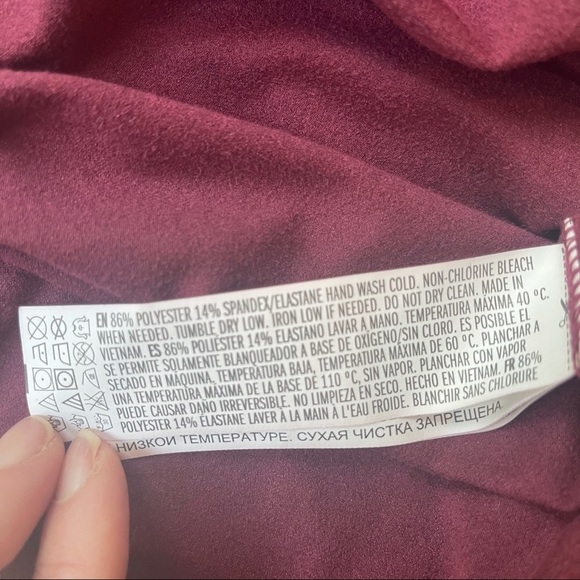 EN 86% POLYESTER 14% SPANDEX/ELASTANE HAND WASH COLD. NON-CHLORINE BLEACH
WHEN NEEDED. TUMBLE DRY LOW. IRON LOW IF NEEDED. DO NOT DRY CLEAN. MADE IN
VIETNAM. ES 86% POLIÉSTER 14% ELASTANO LAVAR A MANO. TEMPERATURA MÁXIMA 40 °C.
SE PERMITE SOLAMENTE BLANQUEADOR A BASE DE OXÍGENO/SIN CLORO. ES POSIBLE EL
SECADO EN MÁQUINA, TEMPERATURA BAJA, TEMPERATURA MÁXIMA DE 60 °C. PLANCHAR A
UNA TEMPERATURA MÁXIMA DE LA BASE DE 110 °C, SIN VAPOR. PLANCHAR CON VAPOR
PUEDE CAUSAR DAÑO IRREVERSIBLE. NO LIMPIEZA EN SECO. HECHO EN VIETNAM. FR 86%
POLYESTER 14% ÉLASTANE LAVER À LA MAIN À L'EAU FROIDE. BLANCHIR SANS CHLORURE
НИЗКОЙ ТЕМПЕРАТУРЕ. СУХАЯ ЧИСТКА ЗАПРЕЩЕНА.